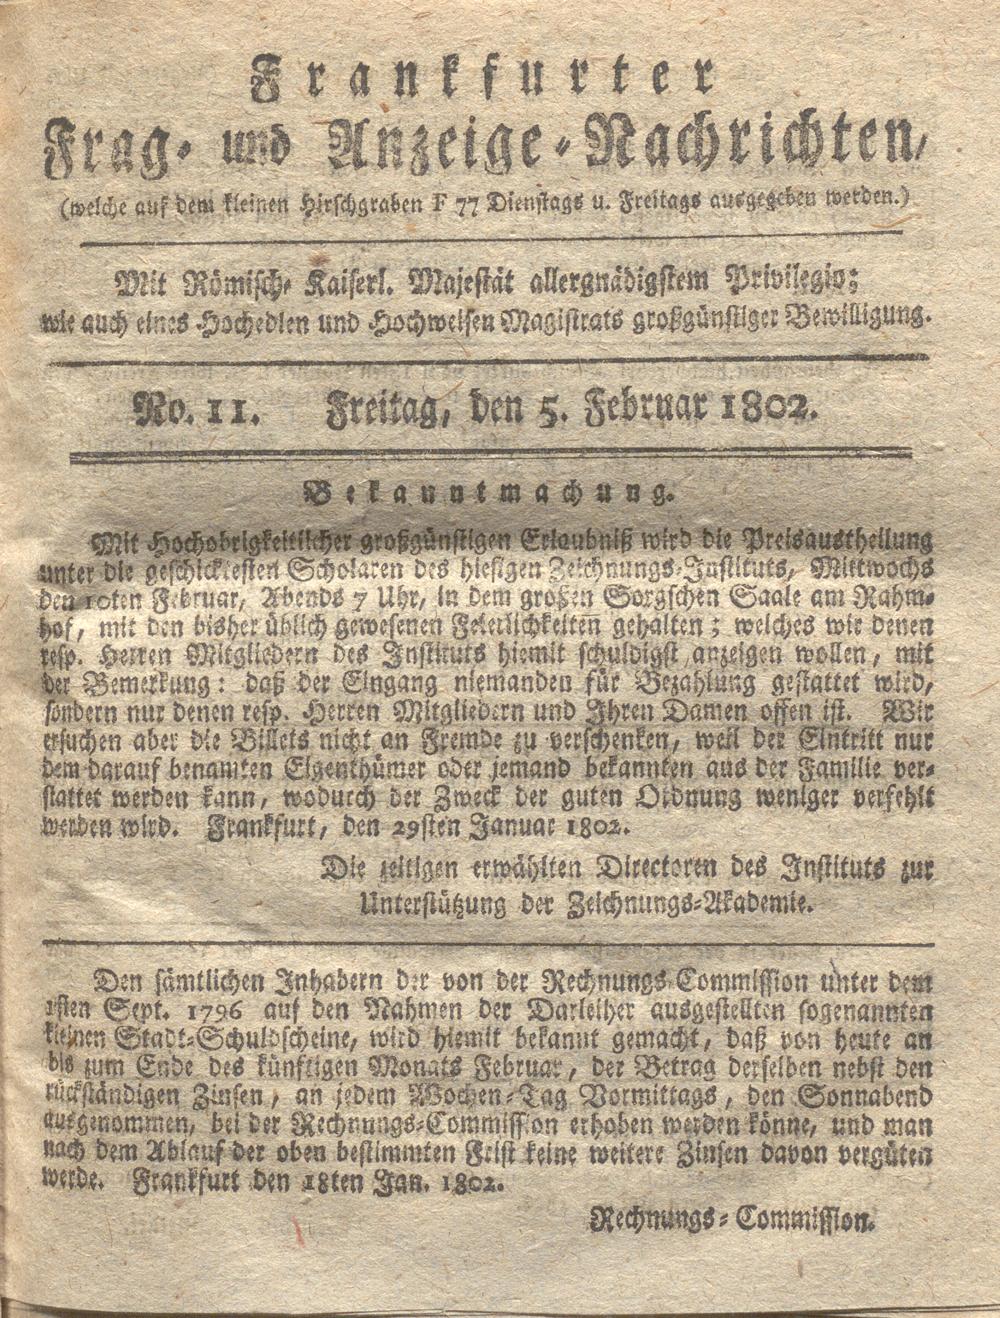 Frankfurter
Frag- und Anzeige-Nachrichten,
(welche auf dem kleinen Hirschgraben F 77 Dienstags u. Freitags ausgegeben werden.)
Mit Römisch-Kaiserl. Majestät allergnädigstem Privilegio;
wie auch eines Hochedlen und Hochweisen Magistrats großgünstiger Bewilligung.
No. 11. Freitag, den 5. Februar 1802.
Bekanntmachung.
Mit Hochobrigkeitlicher großgünstigen Erlaubniß wird die Preisaustheilung
unter die geschicktesten Scholaren des hiesigen Zeichnungs-Instituts, Mittwochs
den 10ten Februar, Abends 7 Uhr, in dem großen Sorgschen Saale am Rahm-
hof, mit den bisher üblich gewesenen Feierlichkeiten gehalten; welches wir denen
resp. Herren Mitgliedern des Instituts hiemit schuldigst anzeigen wollen, mit
der Bemerkung: daß der Eingang niemanden für Bezahlung gestattet wird,
sondern nur denen resp. Herren Mitgliedern und Ihren Damen offen ist. Wir
ersuchen aber die Billets nicht an Fremde zu verschenken, weil der Eintritt nur
dem darauf benamten Eigenthümer oder jemand bekannten aus der Familie ver-
stattet werden kann, wodurch der Zweck der guten Ordnung weniger verfehlt
werden wird. Frankfurt, den 29sten Januar 1802.
Die zeitigen erwählten Directoren des Instituts zur
Unterstützung der Zeichnungs-Akademie.
Den sämtlichen Inhabern der von der Rechnungs-Commission unter dem
1sten Sept. 1796 auf den Nahmen der Darleiher ausgestellten sogenannten
kleinen Stadt-Schuldscheine, wird hiemit bekannt gemacht, daß von heute an
bis zum Ende des künftigen Monats Februar, der Betrag derselben nebst den
rückständigen Zinsen, an jedem Wochen-Tag Vormittags, den Sonnabend
ausgenommen, bei der Rechnungs-Commission erhoben werden könne, und man
nach dem Ablauf der oben bestimmten Frist keine weitere Zinsen davon vergüten
werde. Frankfurt den 18ten Jan. 1802.
Rechnungs-Commission.